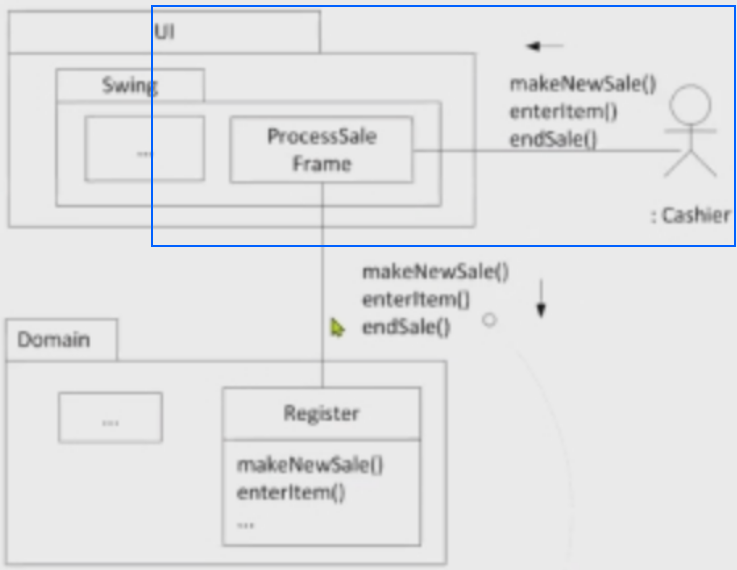 UI
Swing
...
ProcessSale
Frame
makeNewSale()
enterItem()
endSale()
: Cashier
makeNewSale()
enterItem()
endSale()
Domain
...
Register
makeNewSale()
enterItem()
...